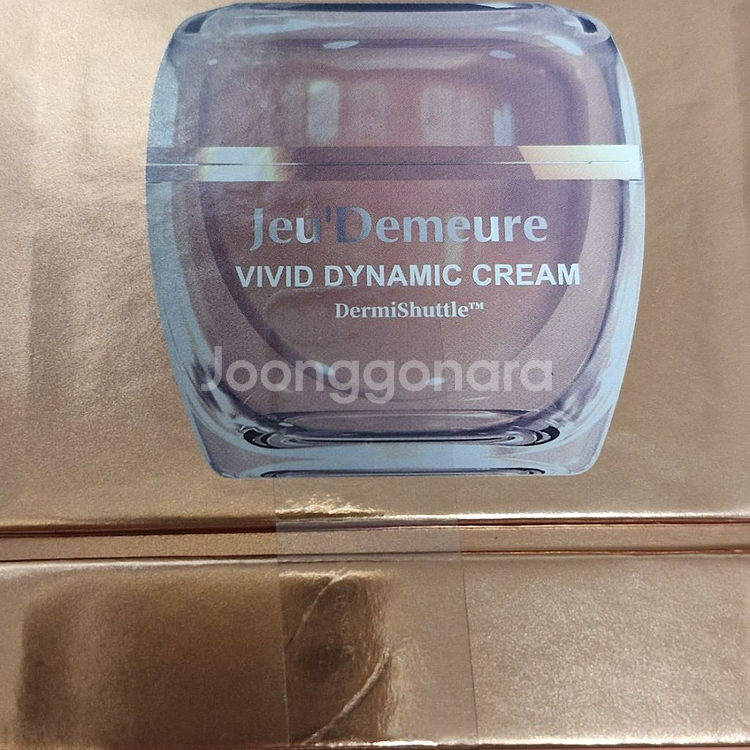 Jeu'Demeure
VIVID DYNAMIC CREAM
DermiShuttle™
Joonggonara